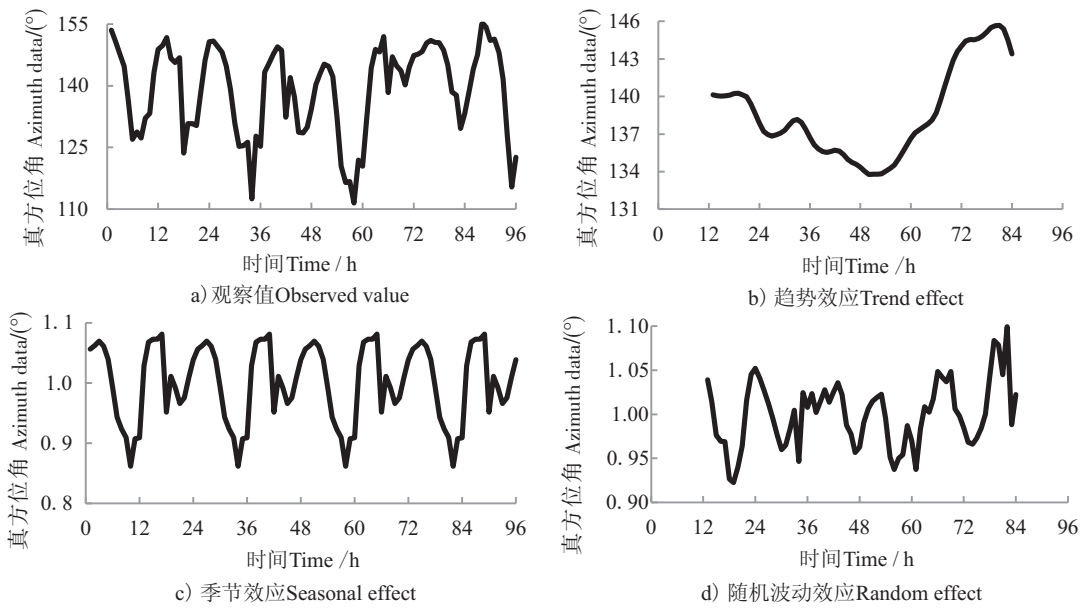 真方位角 Azimuth data/(°)
155
140
125
110
0 12 24 36 48 60 72 84 96
时间Time / h
a）观察值Observed value
真方位角 Azimuth data/(°)
146
143
140
137
134
131
0 12 24 36 48 60 72 84 96
时间Time / h
b）趋势效应Trend effect
真方位角 Azimuth data/(°)
1.1
1.0
0.9
0.8
0 12 24 36 48 60 72 84 96
时间Time /h
c）季节效应Seasonal effect
真方位角 Azimuth data/(°)
1.10
1.05
1.00
0.95
0.90
0 12 24 36 48 60 72 84 96
时间Time / h
d）随机波动效应Random effect